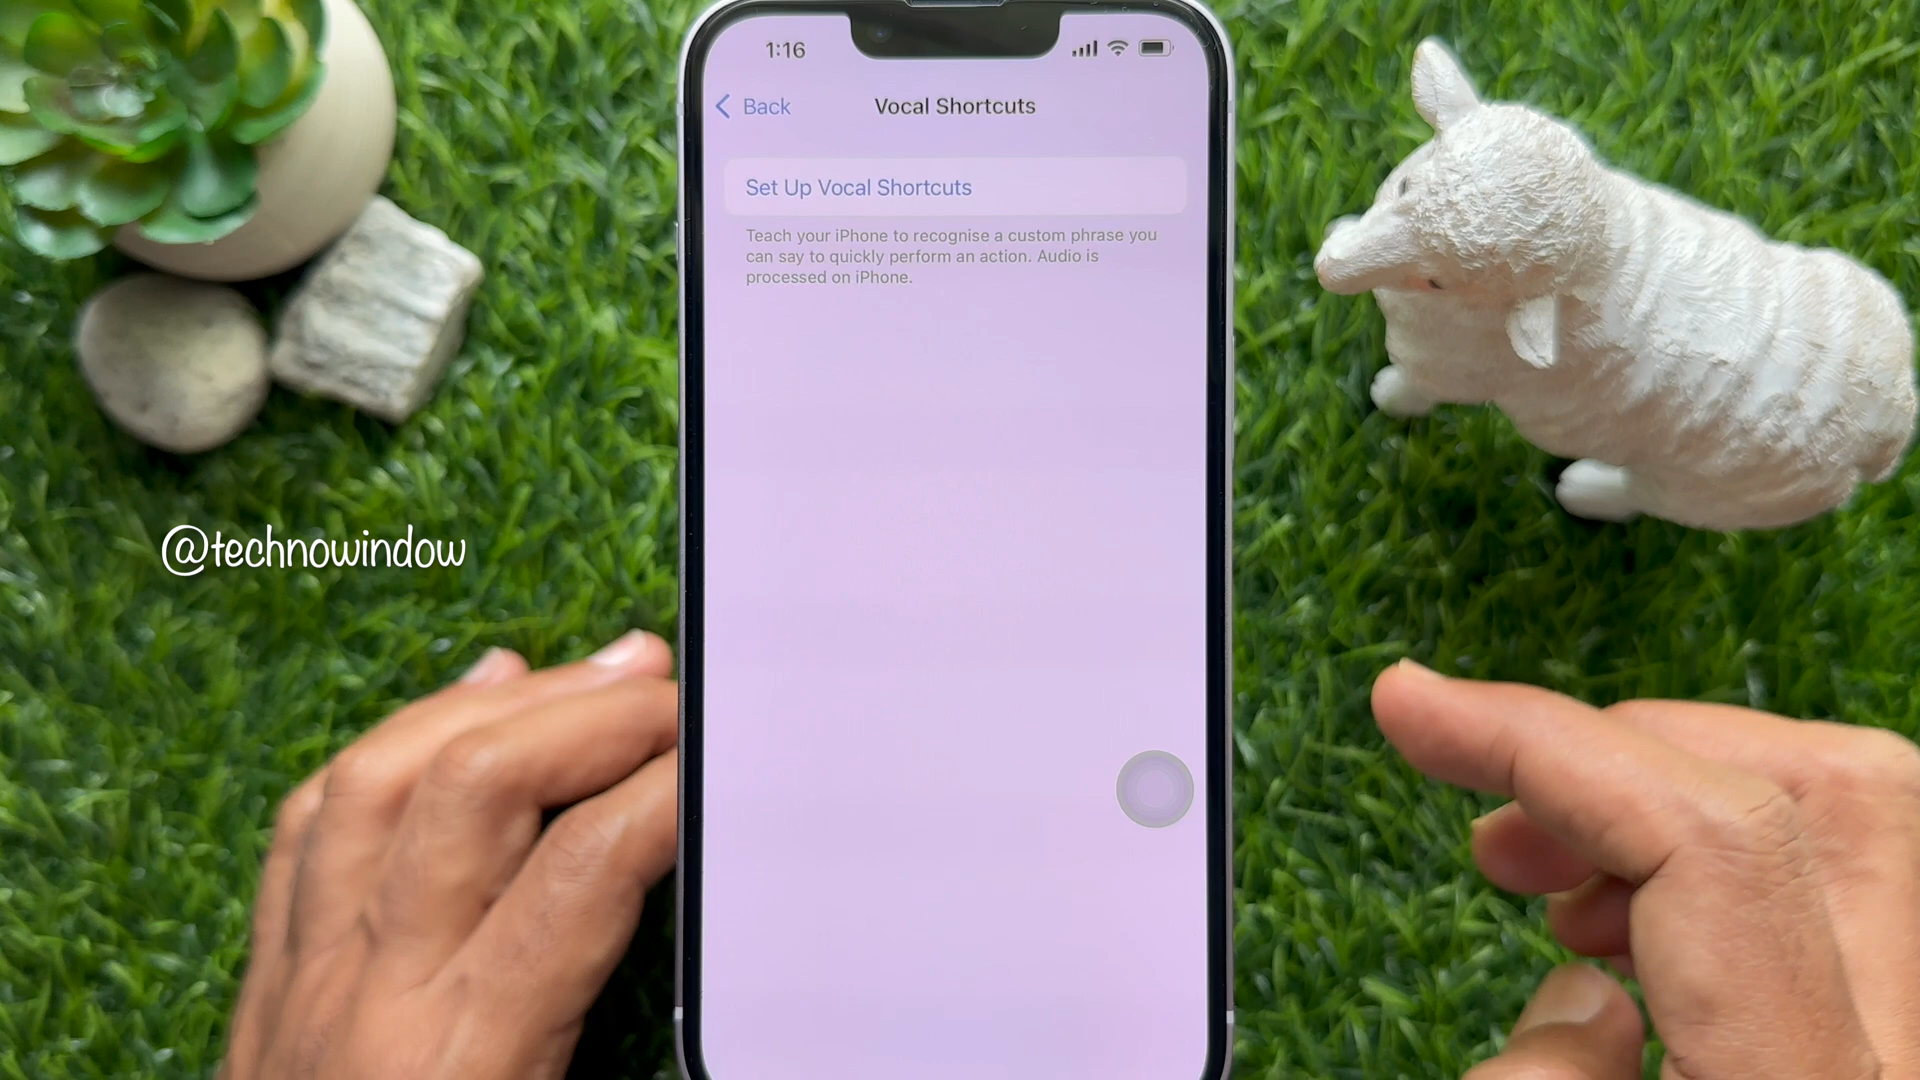 1:16
Back
Vocal Shortcuts
Set Up Vocal Shortcuts
Teach your iPhone to recognise a custom phrase you
can say to quickly perform an action. Audio is
processed on iPhone.
@technowindow